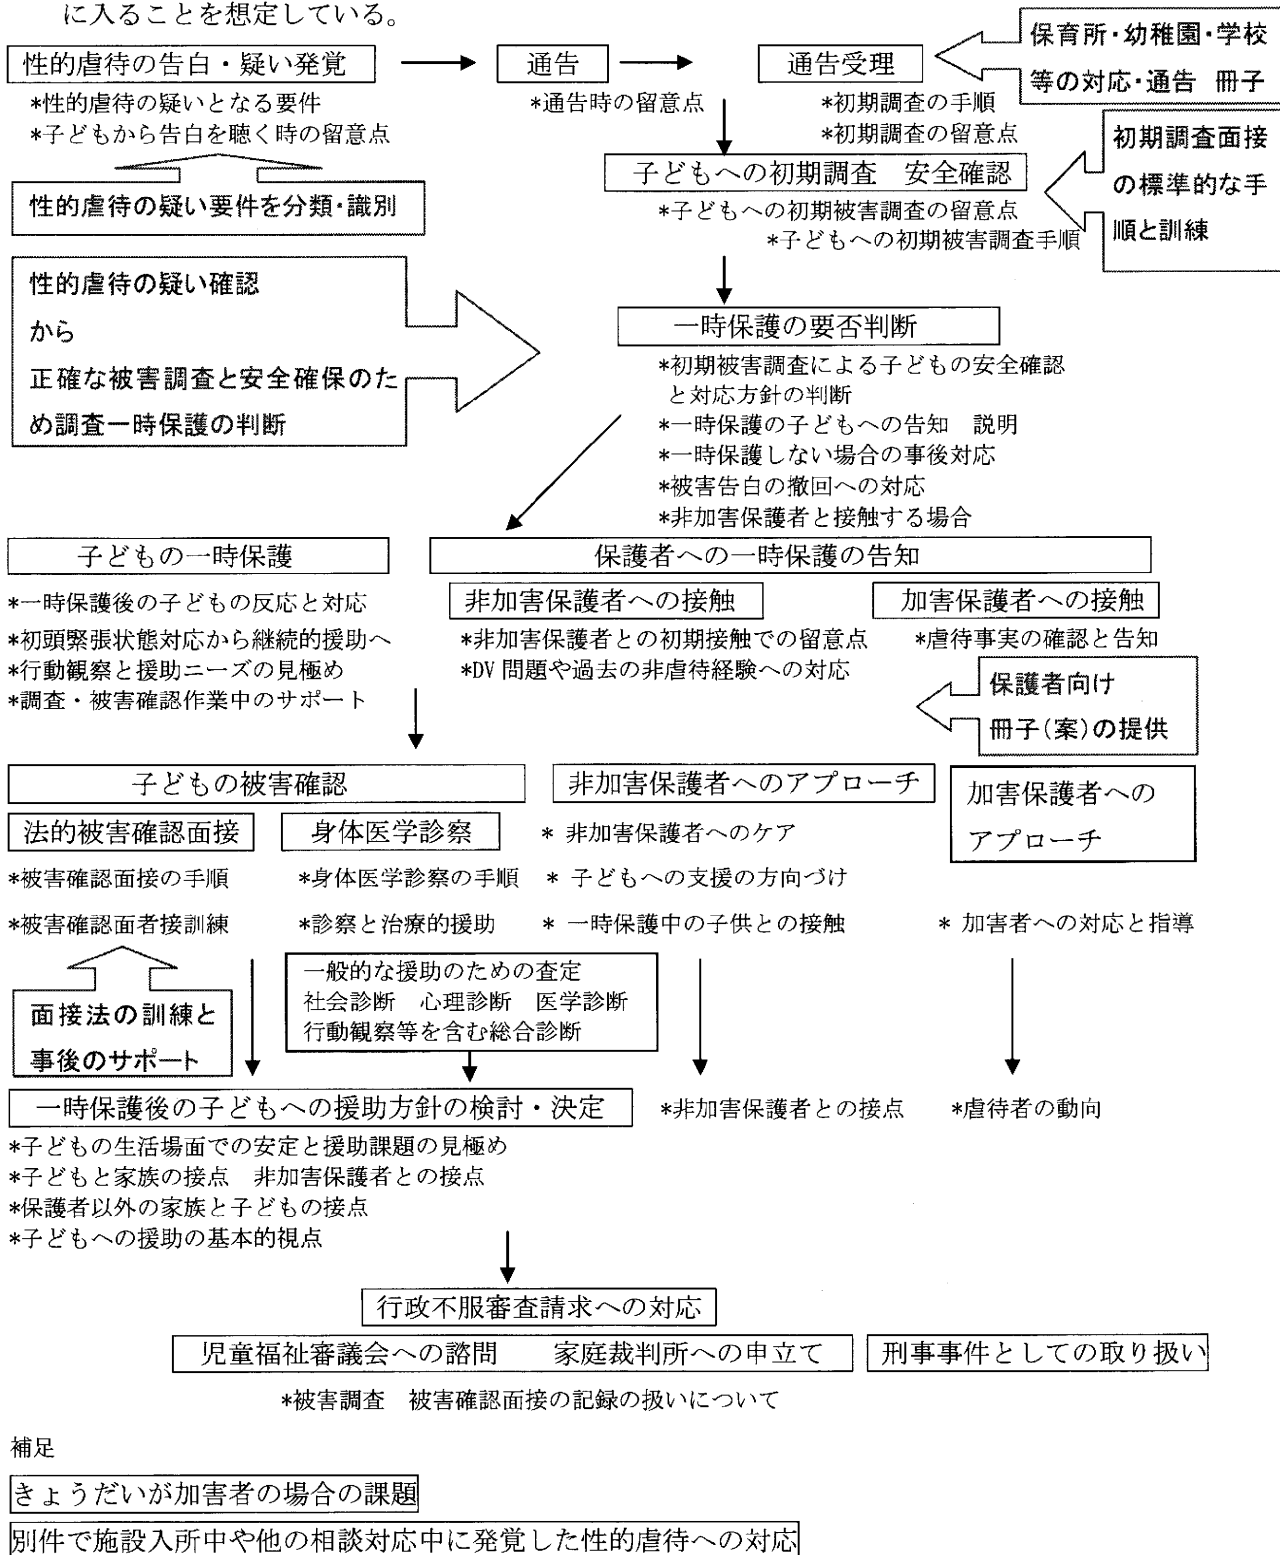 に入ることを想定している。
性的虐待の告白・疑い発覚
通告
通告受理
保育所・幼稚園・学校
等の対応・通告 冊子
*性的虐待の疑いとなる要件
*子どもから告白を聴く時の留意点
*通告時の留意点
*初期調査の手順
*初期調査の留意点
初期調査面接
の標準的な手
順と訓練
性的虐待の疑い要件を分類・識別
子どもへの初期調査 安全確認
*子どもへの初期被害調査の留意点
*子どもへの初期被害調査手順
性的虐待の疑い確認
から
正確な被害調査と安全確保のた
め調査一時保護の判断
一時保護の要否判断
*初期被害調査による子どもの安全確認
と対応方針の判断
*一時保護の子どもへの告知 説明
*一時保護しない場合の事後対応
*被害告白の撤回への対応
*非加害保護者と接触する場合
子どもの一時保護
*一時保護後の子どもの反応と対応
*初頭緊張状態対応から継続的援助へ
*行動観察と援助ニーズの見極め
*調査・被害確認作業中のサポート
保護者への一時保護の告知
非加害保護者への接触
*非加害保護者との初期接触での留意点
*DV問題や過去の非虐待経験への対応
加害保護者への接触
*虐待事実の確認と告知
保護者向け
冊子(案)の提供
子どもの被害確認
法的被害確認面接
*被害確認面接の手順
*被害確認面者接訓練
面接法の訓練と
事後のサポート
身体医学診察
*身体医学診察の手順
*診察と治療的援助
一般的な援助のための査定
社会診断 心理診断 医学診断
行動観察等を含む総合診断
非加害保護者へのアプローチ
* 非加害保護者へのケア
* 子どもへの支援の方向づけ
* 一時保護中の子供との接触
加害保護者への
アプローチ
* 加害者への対応と指導
一時保護後の子どもへの援助方針の検討・決定
*非加害保護者との接点
*虐待者の動向
*子どもの生活場面での安定と援助課題の見極め
*子どもと家族の接点 非加害保護者との接点
*保護者以外の家族と子どもの接点
*子どもへの援助の基本的視点
行政不服審査請求への対応
児童福祉審議会への諮問 家庭裁判所への申立て
刑事事件としての取り扱い
*被害調査 被害確認面接の記録の扱いについて
補足
きょうだいが加害者の場合の課題
別件で施設入所中や他の相談対応中に発覚した性的虐待への対応